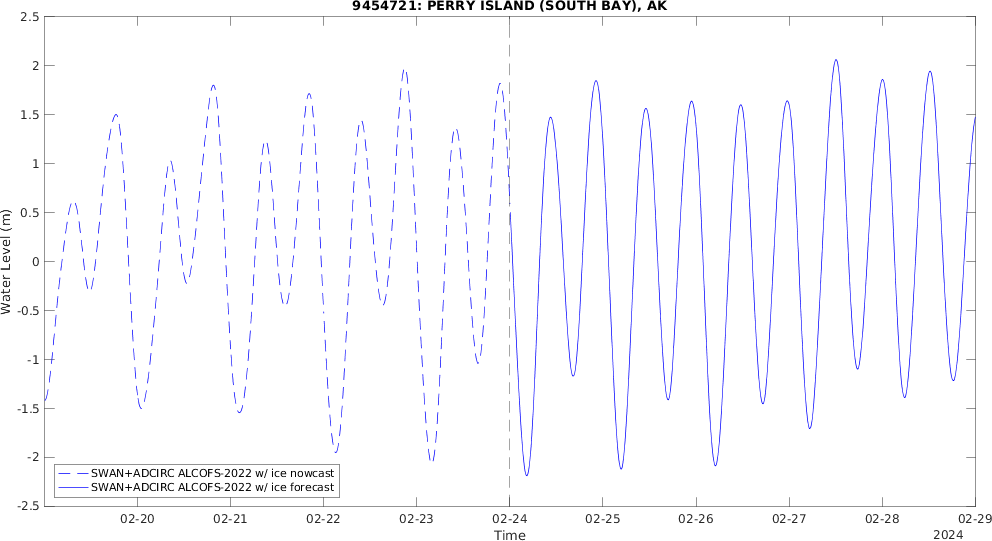 9454721: PERRY ISLAND (SOUTH BAY), AK
2.5
2
1.5
1
0.5
0
-0.5
-1
-1.5
-2
-2.5
Water Level (m)
SWAN+ADCIRC ALCOFS-2022 w/ ice nowcast
SWAN+ADCIRC ALCOFS-2022 w/ ice forecast
02-20 02-21 02-22 02-23 02-24 02-25 02-26 02-27 02-28 02-29
Time
2024